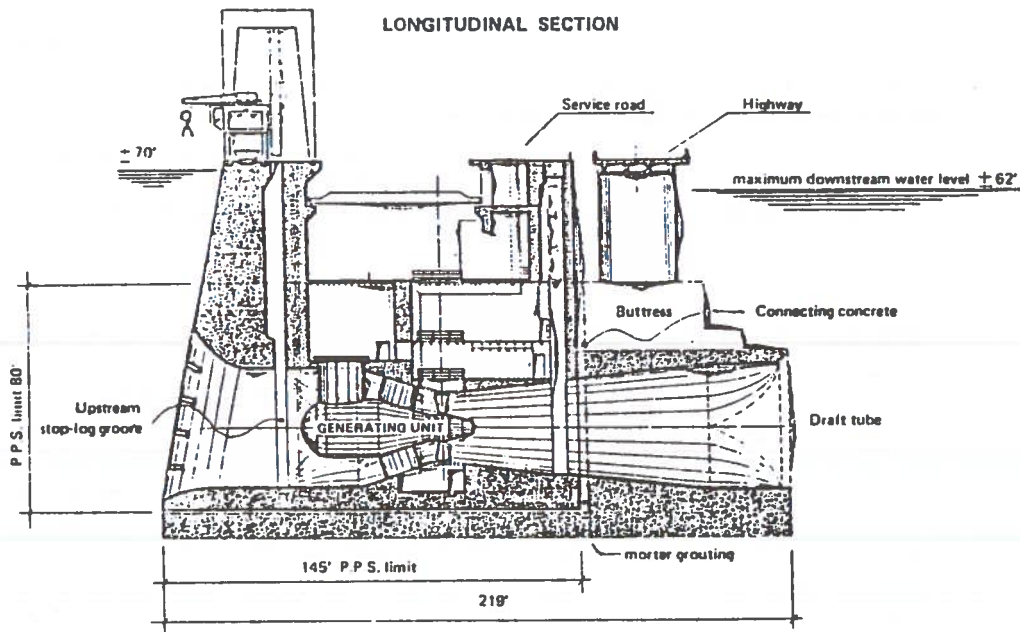 LONGITUDINAL SECTION
Service road
Highway
± 70'
maximum downstream water level ± 62'
Buttress
Connecting concrete
P.P.S. limit 80'
Upstream
stop-log groove
GENERATING UNIT
Draft tube
morter grouting
145' P.P.S. limit
219'